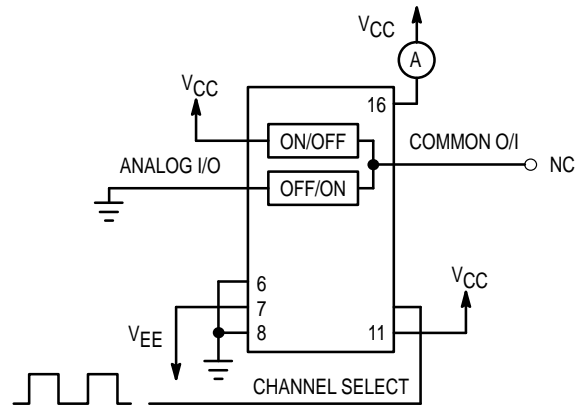 VCC
A
VCC
16
ON/OFF
COMMON O/I
ANALOG I/O
NC
OFF/ON
6
VCC
7
VEE
8
11
CHANNEL SELECT